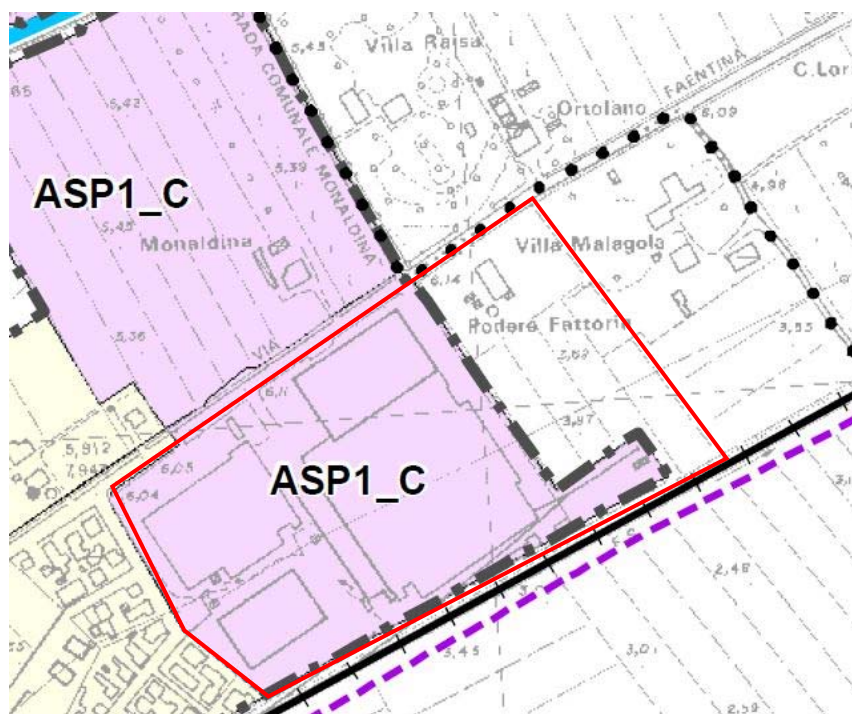 STRADA COMUNALE MONALDINA
5,45
Villa Raisa
FAENTINA
C.Lor
Ortolano
6,09
5,42
5,39
ASP1_C
4,98
5,45
Monaldina
Villa Malagola
6,14
Podere Fattoria
3,55
5,36
VIA
3,69
6,11
3,97
5,912
7,942
6,05
6,04
ASP1_C
2,48
3,45
3,01
2,59